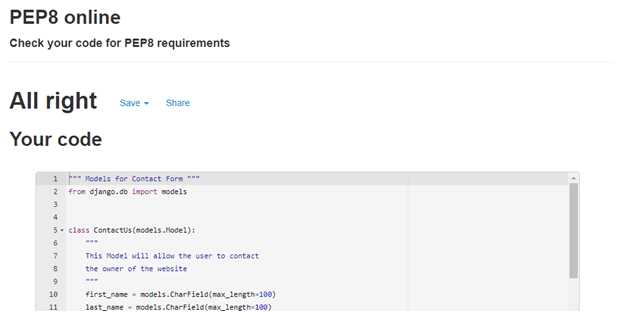 PEP8 online
Check your code for PEP8 requirements
All right Save Share
Your code
1 """ Models for Contact Form """
2 from django.db import models
3
4
5 class ContactUs(models.Model):
6 """
7 This Model will allow the user to contact
8 the owner of the website
9 """
10 first_name = models.CharField(max_length=100)
11 last_name = models.CharField(max_length=100)